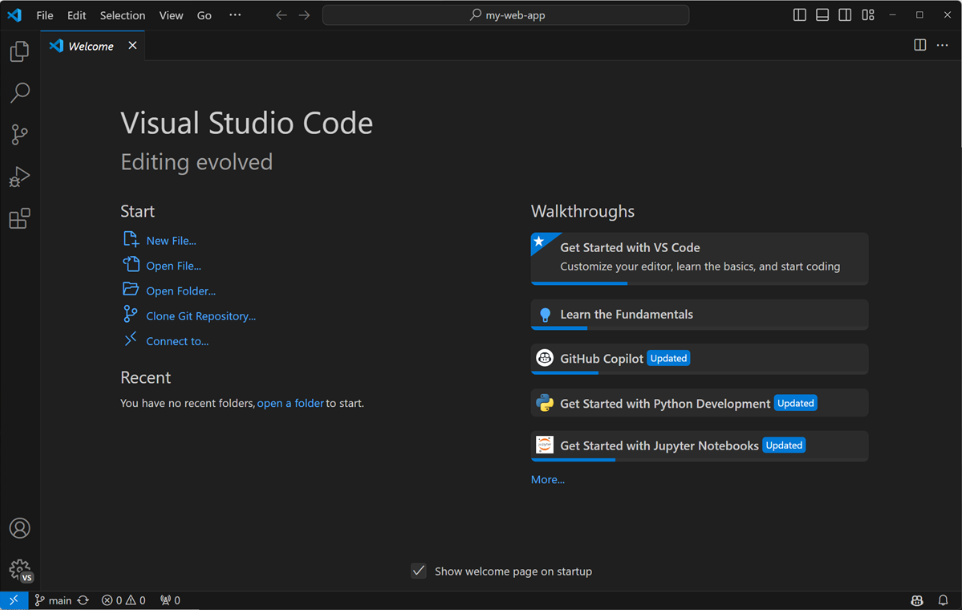 File Edit Selection View Go ··· my-web-app
Welcome
Visual Studio Code
Editing evolved
Start
New File...
Open File...
Open Folder...
Clone Git Repository...
Connect to...
Recent
You have no recent folders, open a folder to start.
Walkthroughs
Get Started with VS Code
Customize your editor, learn the basics, and start coding
Learn the Fundamentals
GitHub Copilot Updated
Get Started with Python Development Updated
Get Started with Jupyter Notebooks Updated
More...
Show welcome page on startup
VS
main 0 0 0